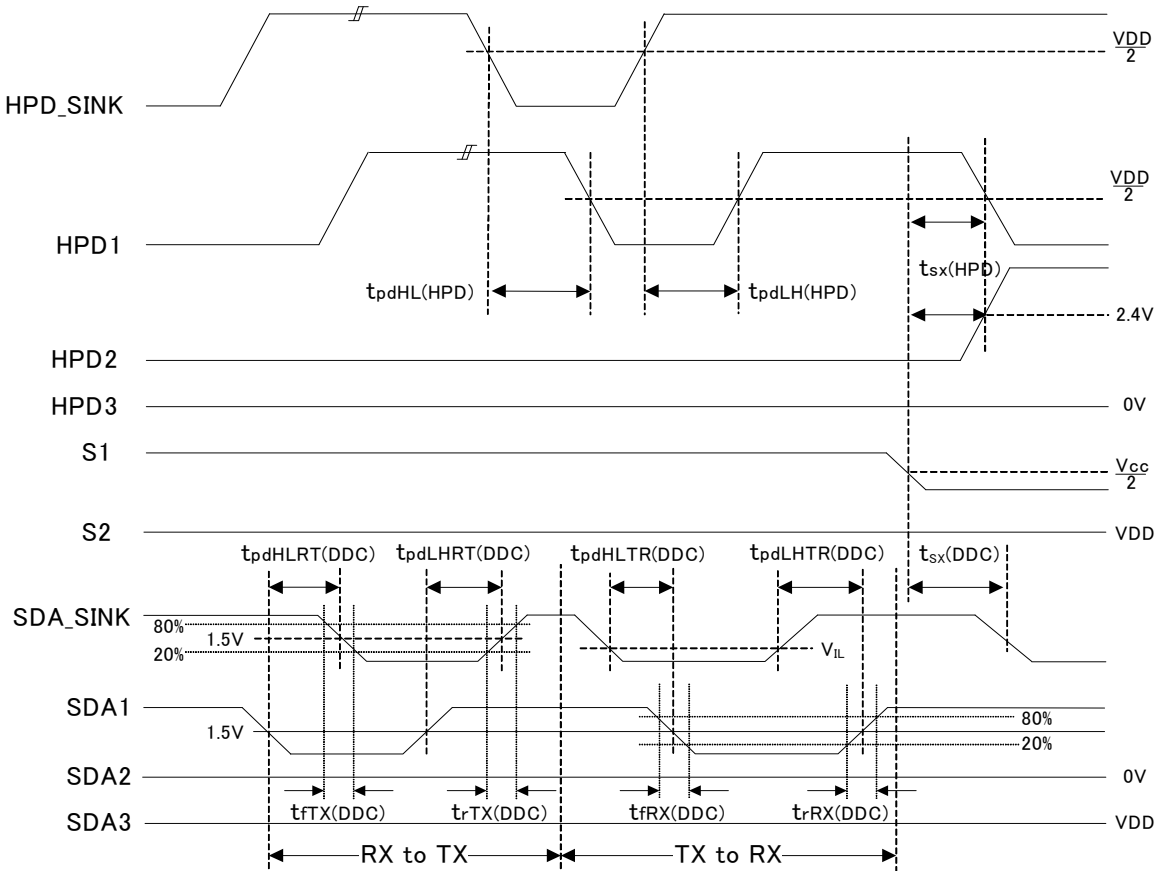 VDD
2
HPD_SINK
VDD
2
HPD1
tpdHL(HPD)
tpdLH(HPD)
tsx(HPD)
2.4V
HPD2
HPD3
0V
S1
Vcc
2
S2
VDD
tpdHLRT(DDC)
tpdLHRT(DDC)
tpdHLTR(DDC)
tpdLHTR(DDC)
tsx(DDC)
SDA_SINK
80%
1.5V
20%
VIL
SDA1
80%
1.5V
20%
SDA2
0V
tfTX(DDC)
trTX(DDC)
tfRX(DDC)
trRX(DDC)
SDA3
VDD
RX to TX
TX to RX